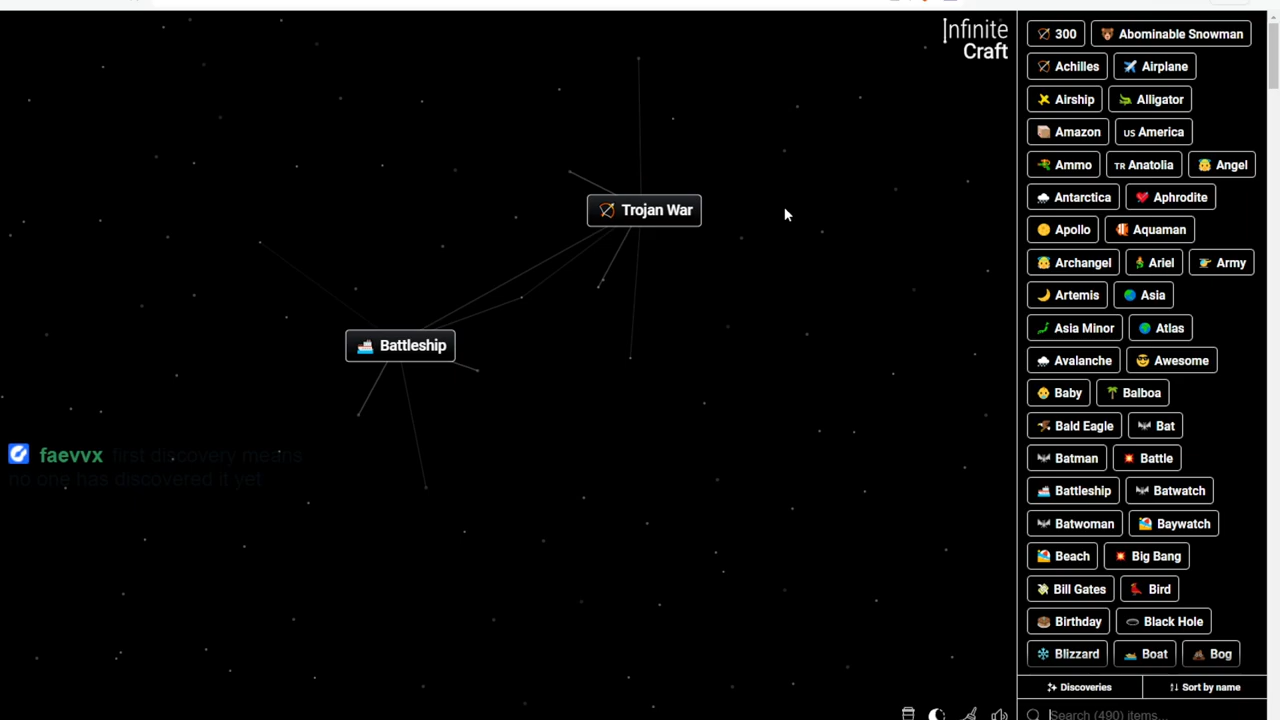 Infinite
Craft
300
Abominable Snowman
Achilles
Airplane
Airship
Alligator
Amazon
US America
Ammo
TR Anatolia
Angel
Antarctica
Aphrodite
Apollo
Aquaman
Archangel
Ariel
Army
Artemis
Asia
Asia Minor
Atlas
Avalanche
Awesome
Baby
Balboa
Bald Eagle
Bat
Batman
Battle
Battleship
Batwatch
Batwoman
Baywatch
Beach
Big Bang
Bill Gates
Bird
Birthday
Black Hole
Blizzard
Boat
Bog
Discoveries
Sort by name
Search (490) items...
Trojan War
Battleship
faevvx first discovery means
no one has discovered it yet